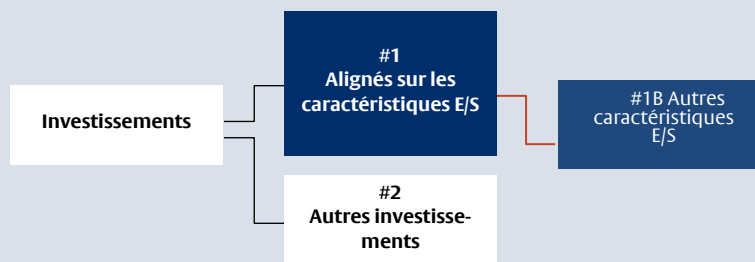 Investissements
#1
Alignés sur les
caractéristiques E/S
#2
Autres investisse-
ments
#1B Autres
caractéristiques
E/S